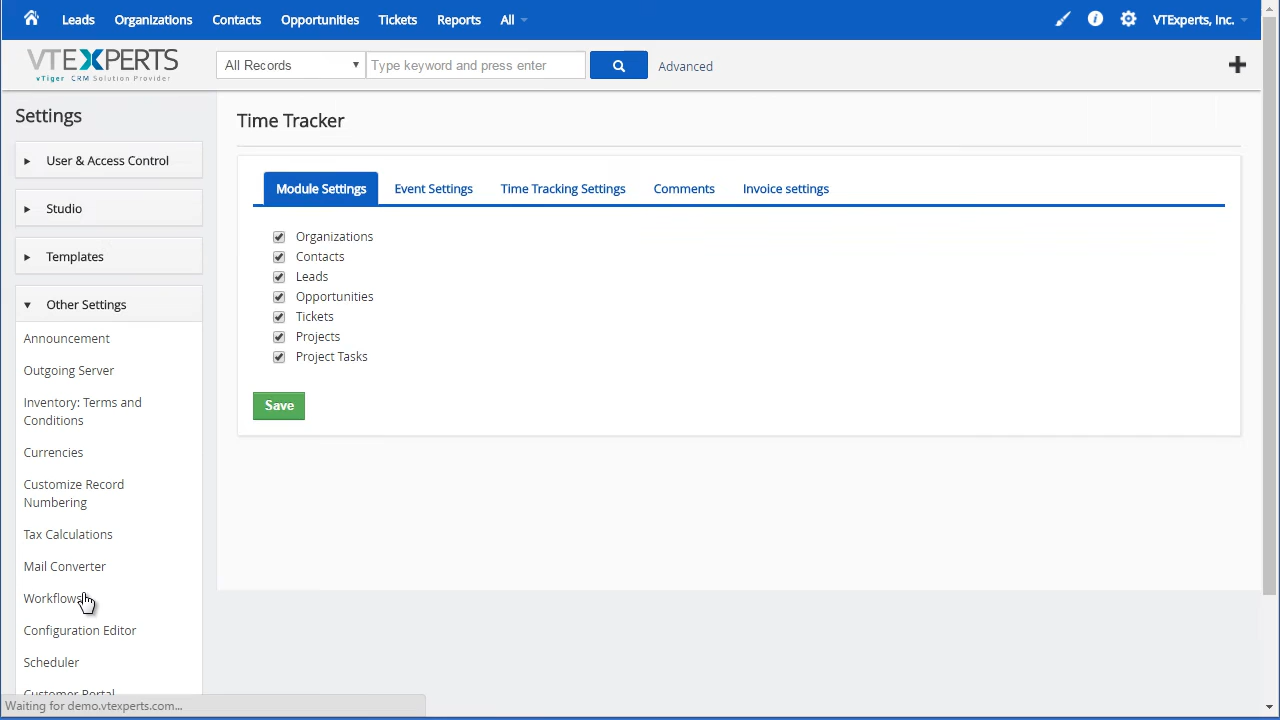 Leads Organizations Contacts Opportunities Tickets Reports All VTExperts, Inc.
VTEXPERTS
vTiger CRM Solution Provider
All Records Type keyword and press enter Advanced
Settings
Time Tracker
User & Access Control
Studio
Templates
Other Settings
Announcement
Outgoing Server
Inventory: Terms and
Conditions
Currencies
Customize Record
Numbering
Tax Calculations
Mail Converter
Workflows
Configuration Editor
Scheduler
Customer Portal
Module Settings Event Settings Time Tracking Settings Comments Invoice settings
Organizations
Contacts
Leads
Opportunities
Tickets
Projects
Project Tasks
Save
Waiting for demo.vtexperts.com...